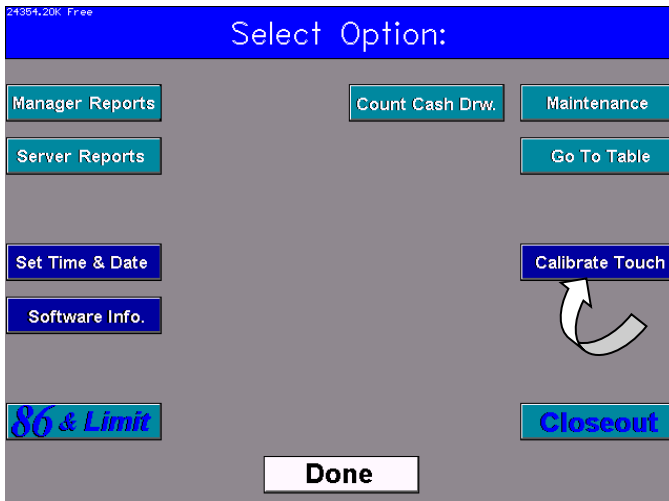 24354.20K Free
Select Option:
Manager Reports
Count Cash Drw.
Maintenance
Server Reports
Go To Table
Set Time & Date
Calibrate Touch
Software Info.
86 & Limit
Closeout
Done